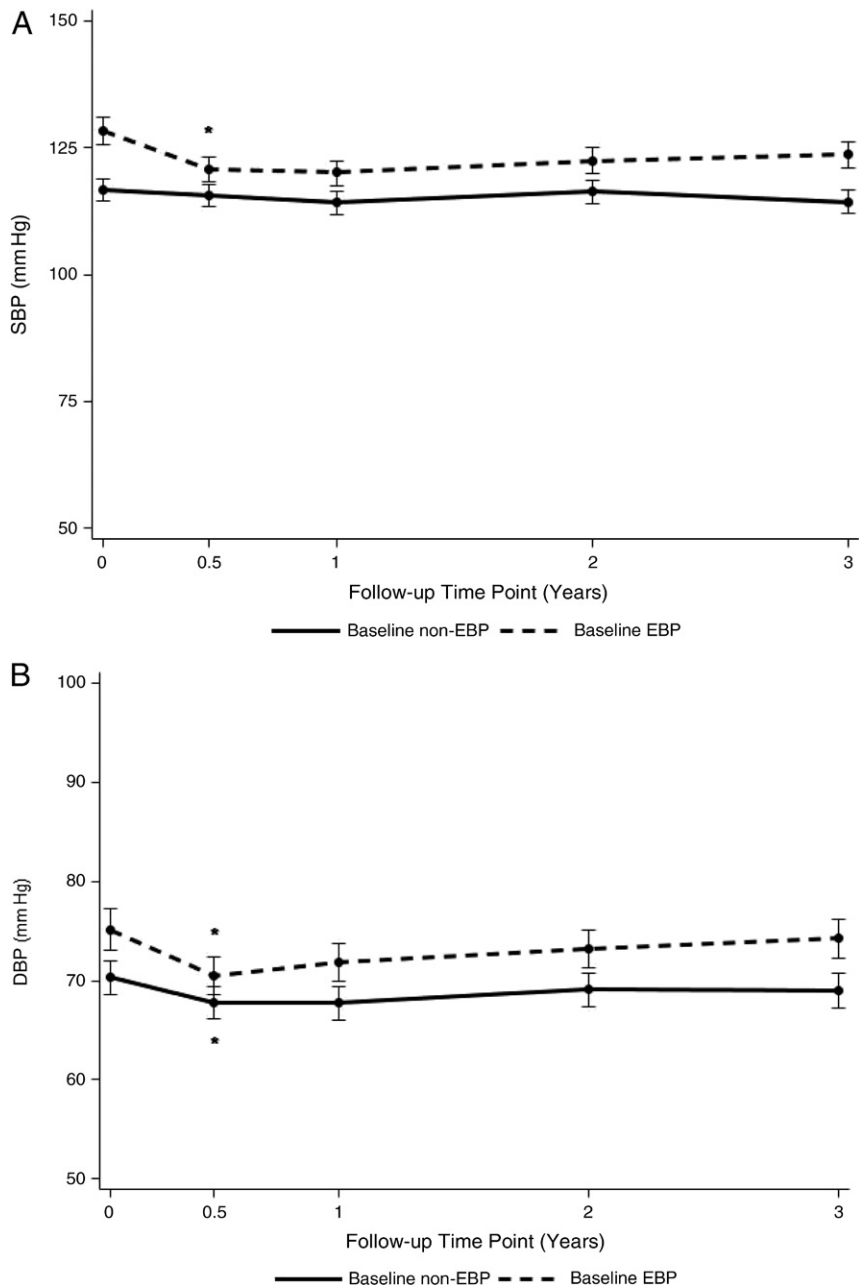 A
150
125
100
75
50
SBP (mm Hg)
*
0 0.5 1 2 3
Follow-up Time Point (Years)
Baseline non-EBP Baseline EBP
B
100
90
80
70
60
50
DBP (mm Hg)
*
*
0 0.5 1 2 3
Follow-up Time Point (Years)
Baseline non-EBP Baseline EBP